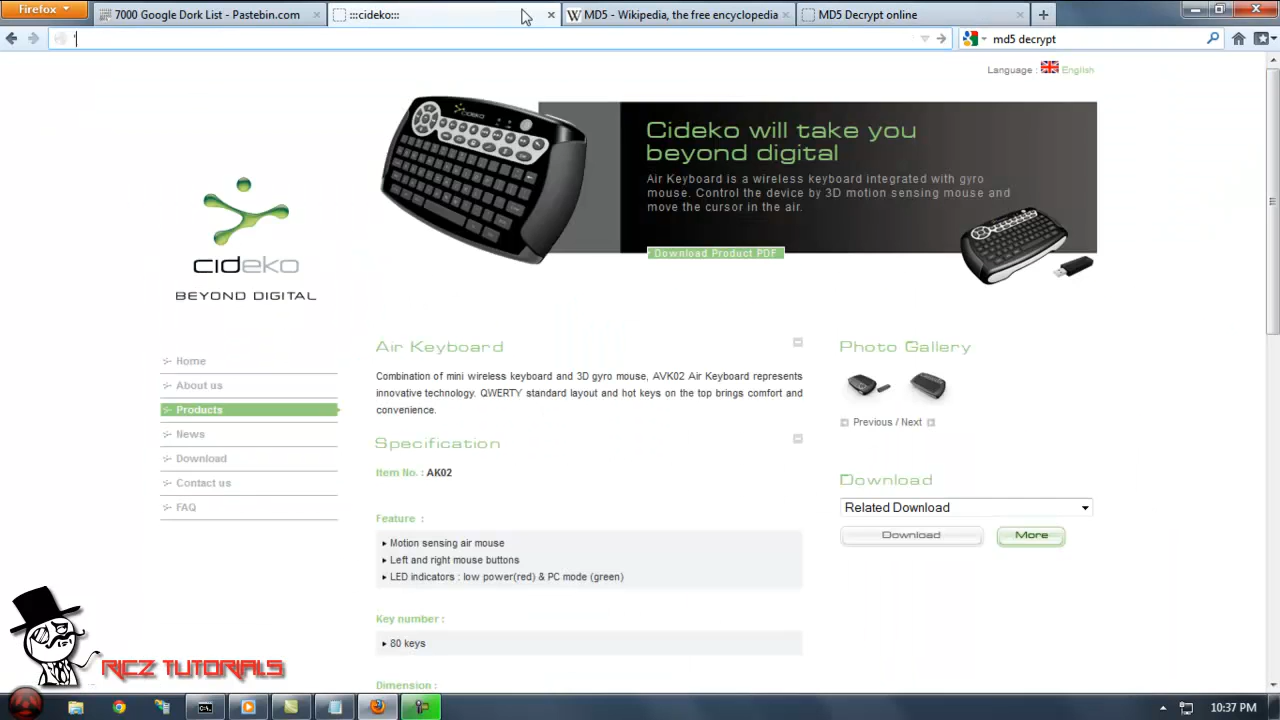 Firefox
7000 Google Dork List - Pastebin.com
:::cideko:::
MD5 - Wikipedia, the free encyclopedia
MD5 Decrypt online
'
md5 decrypt
Language : English
Cideko will take you
beyond digital
Air Keyboard is a wireless keyboard integrated with gyro
mouse. Control the device by 3D motion sensing mouse and
move the cursor in the air.
Download Product PDF
cideko
BEYOND DIGITAL
Home
About us
Products
News
Download
Contact us
FAQ
Air Keyboard
Combination of mini wireless keyboard and 3D gyro mouse, AVK02 Air Keyboard represents
innovative technology. QWERTY standard layout and hot keys on the top brings comfort and
convenience.
Specification
Item No. : AK02
Feature :
Motion sensing air mouse
Left and right mouse buttons
LED indicators : low power(red) & PC mode (green)
Key number :
80 keys
Dimension :
Photo Gallery
Previous / Next
Download
Related Download
Download
More
RICZ TUTORIALS
10:37 PM